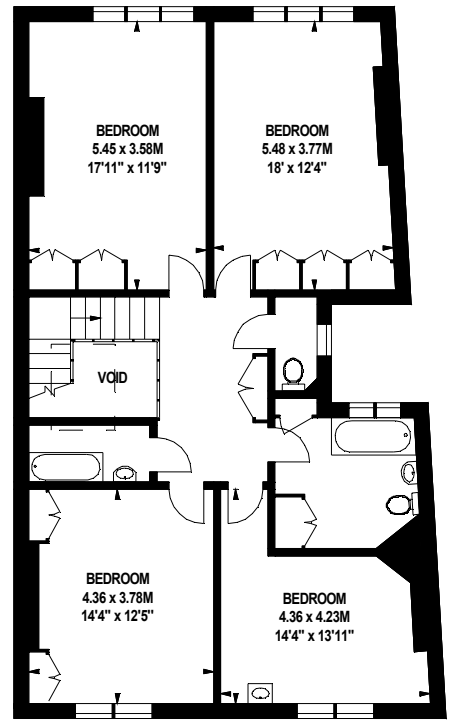 BEDROOM
5.45 x 3.58M
17'11" x 11'9"
BEDROOM
5.48 x 3.77M
18' x 12'4"
VOID
BEDROOM
4.36 x 3.78M
14'4" x 12'5"
BEDROOM
4.36 x 4.23M
14'4" x 13'11"